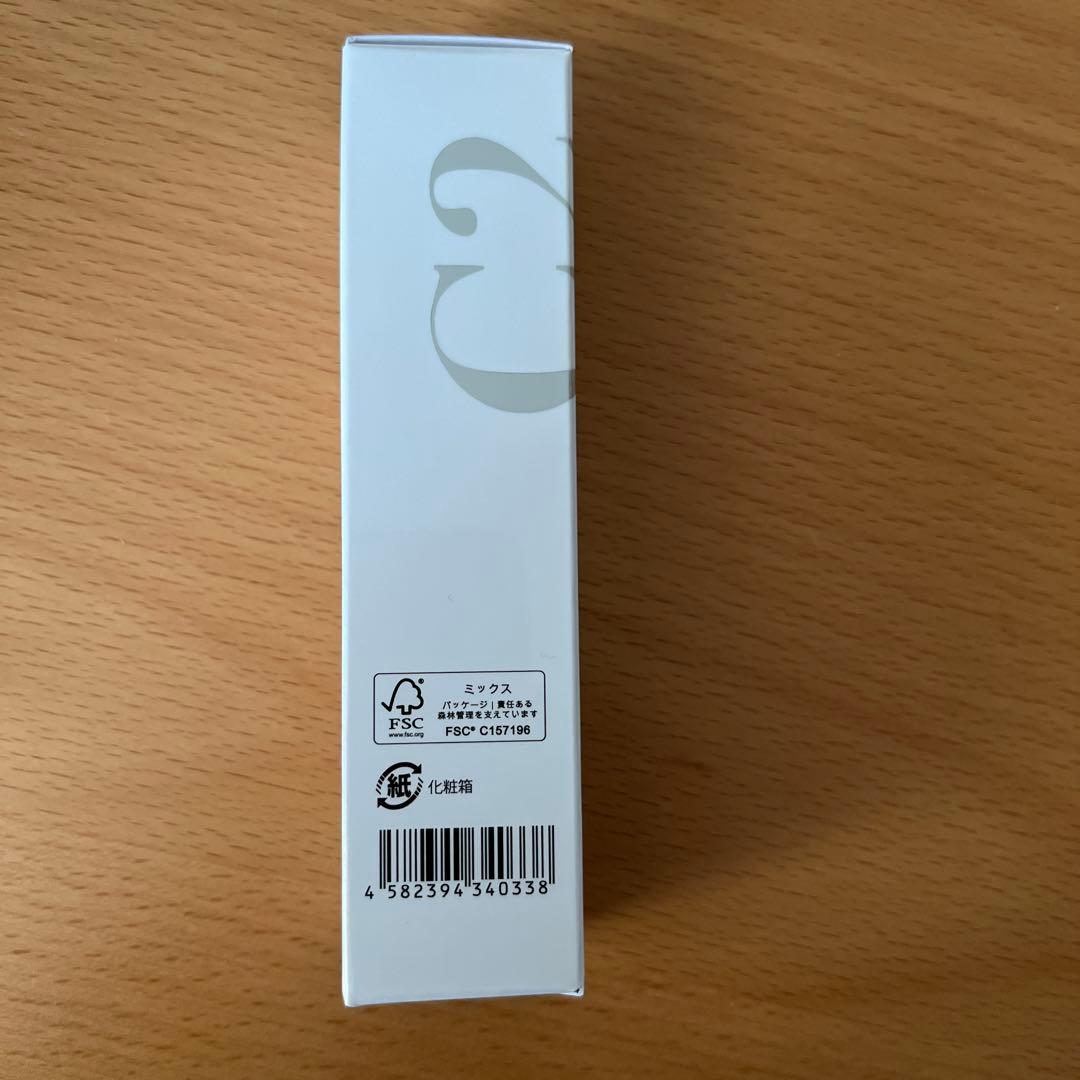 C2
FSC®
www.fsc.org
ミックス
パッケージ | 責任ある
森林管理を支えています
FSC® C157196
紙 化粧箱
4 582394 340338